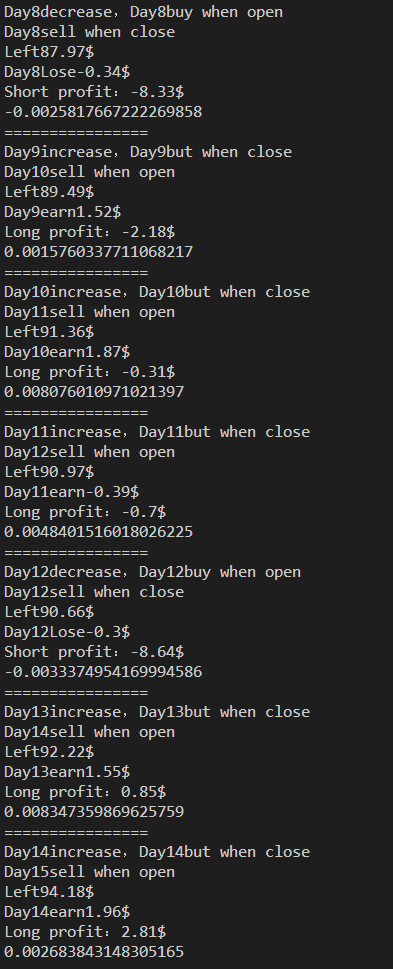 Day8decrease，Day8buy when open
Day8sell when close
Left87.97$
Day8Lose-0.34$
Short profit：-8.33$
-0.0025817667222269858
================
Day9increase，Day9but when close
Day10sell when open
Left89.49$
Day9earn1.52$
Long profit：-2.18$
0.0015760337711068217
================
Day10increase，Day10but when close
Day11sell when open
Left91.36$
Day10earn1.87$
Long profit：-0.31$
0.008076010971021397
================
Day11increase，Day11but when close
Day12sell when open
Left90.97$
Day11earn-0.39$
Long profit：-0.7$
0.0048401516018026225
================
Day12decrease，Day12buy when open
Day12sell when close
Left90.66$
Day12Lose-0.3$
Short profit：-8.64$
-0.0033374954169994586
================
Day13increase，Day13but when close
Day14sell when open
Left92.22$
Day13earn1.55$
Long profit：0.85$
0.008347359869625759
================
Day14increase，Day14but when close
Day15sell when open
Left94.18$
Day14earn1.96$
Long profit：2.81$
0.002683843148305165